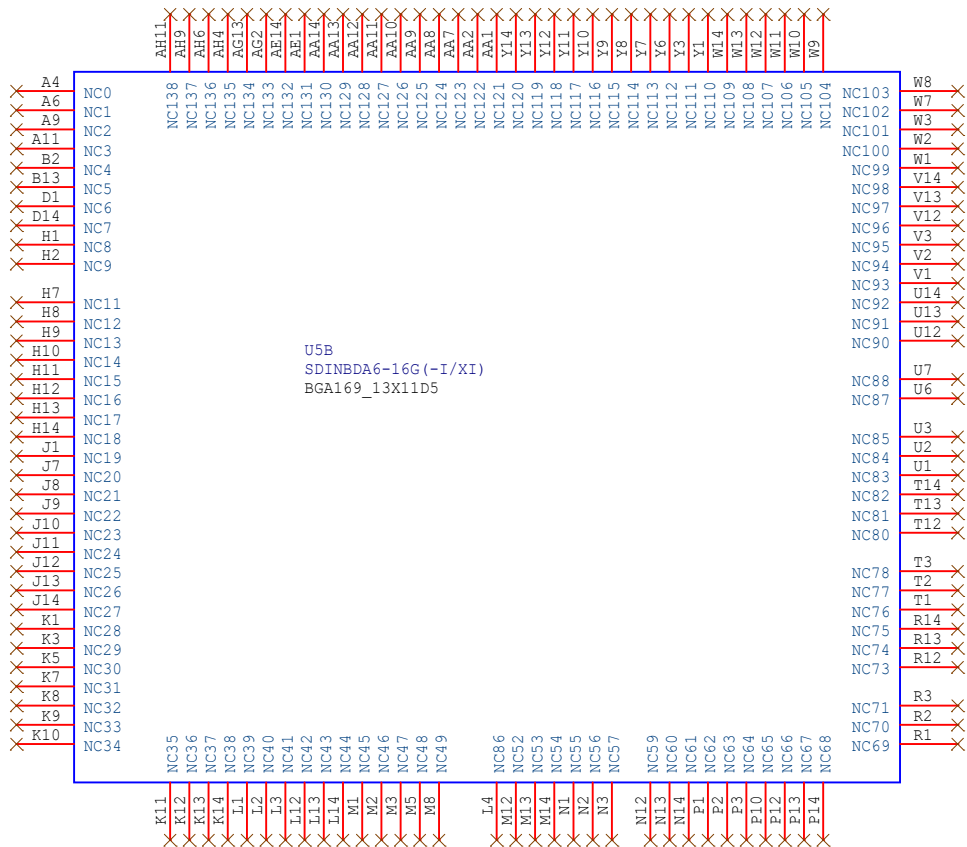 AH11
AH9
AH6
AH4
AG13
AG2
AE14
AE1
AA14
AA13
AA12
AA11
AA10
AA9
AA8
AA7
AA2
AA1
Y14
Y13
Y12
Y11
Y10
Y9
Y8
Y7
Y6
Y3
Y1
W14
W13
W12
W11
W10
W9
NC138
NC137
NC136
NC135
NC134
NC133
NC132
NC131
NC130
NC129
NC128
NC127
NC126
NC125
NC124
NC123
NC122
NC121
NC120
NC119
NC118
NC117
NC116
NC115
NC114
NC113
NC112
NC111
NC110
NC109
NC108
NC107
NC106
NC105
NC104
A4 NC0
A6 NC1
A9 NC2
A11 NC3
B2 NC4
B13 NC5
D1 NC6
D14 NC7
H1 NC8
H2 NC9
H7 NC11
H8 NC12
H9 NC13
H10 NC14
H11 NC15
H12 NC16
H13 NC17
H14 NC18
J1 NC19
J7 NC20
J8 NC21
J9 NC22
J10 NC23
J11 NC24
J12 NC25
J13 NC26
J14 NC27
K1 NC28
K3 NC29
K5 NC30
K7 NC31
K8 NC32
K9 NC33
K10 NC34
U5B
SDINBDA6-16G(-I/XI)
BGA169_13X11D5
NC103 W8
NC102 W7
NC101 W3
NC100 W2
NC99 W1
NC98 V14
NC97 V13
NC96 V12
NC95 V3
NC94 V2
NC93 V1
NC92 U14
NC91 U13
NC90 U12
NC88 U7
NC87 U6
NC85 U3
NC84 U2
NC83 U1
NC82 T14
NC81 T13
NC80 T12
NC78 T3
NC77 T2
NC76 T1
NC75 R14
NC74 R13
NC73 R12
NC71 R3
NC70 R2
NC69 R1
NC35
NC36
NC37
NC38
NC39
NC40
NC41
NC42
NC43
NC44
NC45
NC46
NC47
NC48
NC49
NC86
NC52
NC53
NC54
NC55
NC56
NC57
NC59
NC60
NC61
NC62
NC63
NC64
NC65
NC66
NC67
NC68
K11
K12
K13
K14
L1
L2
L3
L12
L13
L14
M1
M2
M3
M5
M8
L4
M12
M13
M14
N1
N2
N3
N12
N13
N14
P1
P2
P3
P10
P12
P13
P14